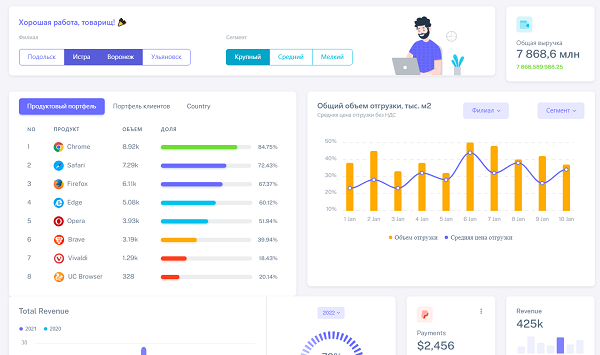 Хорошая работа, товарищ!
Филиал
Сегмент
Подольск Истра Воронеж Ульяновск
Крупный Средний Мелкий
Общая выручка
7 868,6 млн
7 868 589 988,25
Продуктовый портфель Портфель клиентов Country
NO ПРОДУКТ ОБЪЕМ ДОЛЯ
1 Chrome 8.92k 84.75%
2 Safari 7.29k 72.43%
3 Firefox 6.11k 67.37%
4 Edge 5.08k 60.12%
5 Opera 3.93k 51.94%
6 Brave 3.19k 39.94%
7 Vivaldi 1.29k 18.43%
8 UC Browser 328 20.14%
Общий объем отгрузки, тыс. м2
Средняя цена отгрузки без НДС
Филиал
Сегмент
50%
40%
30%
20%
10%
1 Jan 2 Jan 3 Jan 4 Jan 5 Jan 6 Jan 7 Jan 8 Jan 9 Jan 10 Jan
Объем отгрузки Средняя цена отгрузки
Total Revenue
2021 2020
30
2022
Payments
$2,456
Revenue
425k